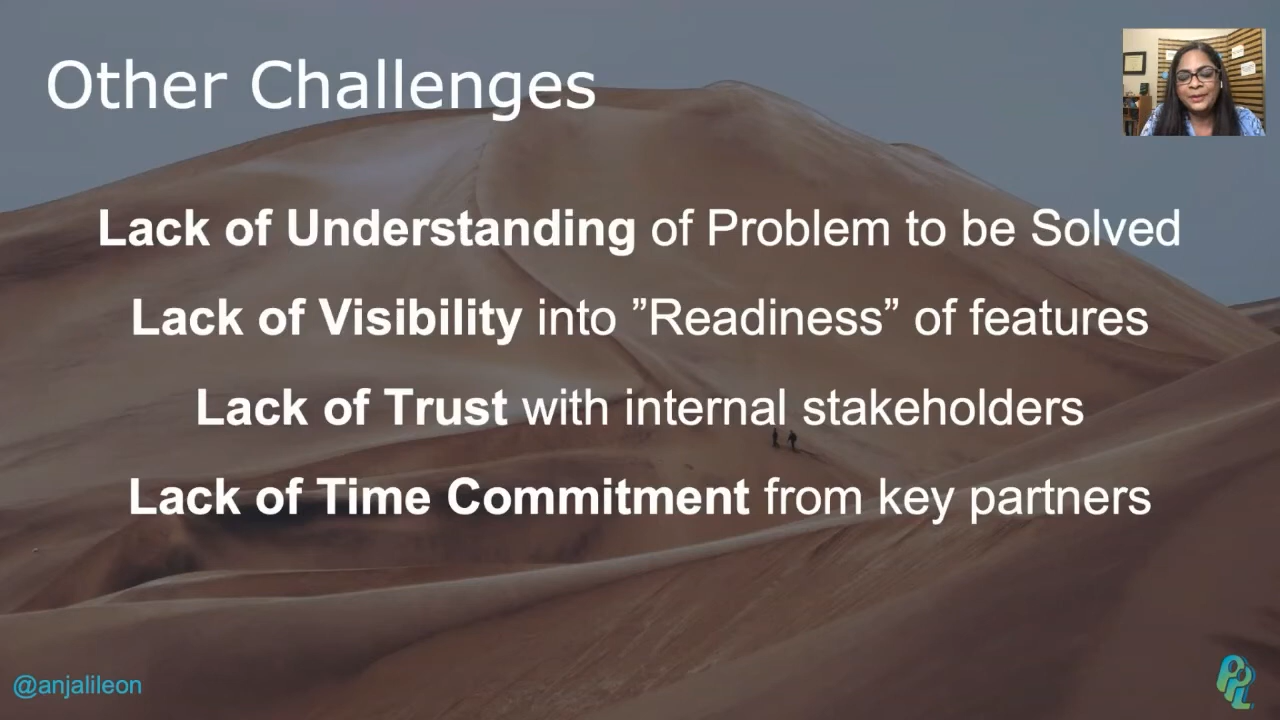 Other Challenges
Lack of Understanding of Problem to be Solved
Lack of Visibility into ”Readiness” of features
Lack of Trust with internal stakeholders
Lack of Time Commitment from key partners
@anjalileon